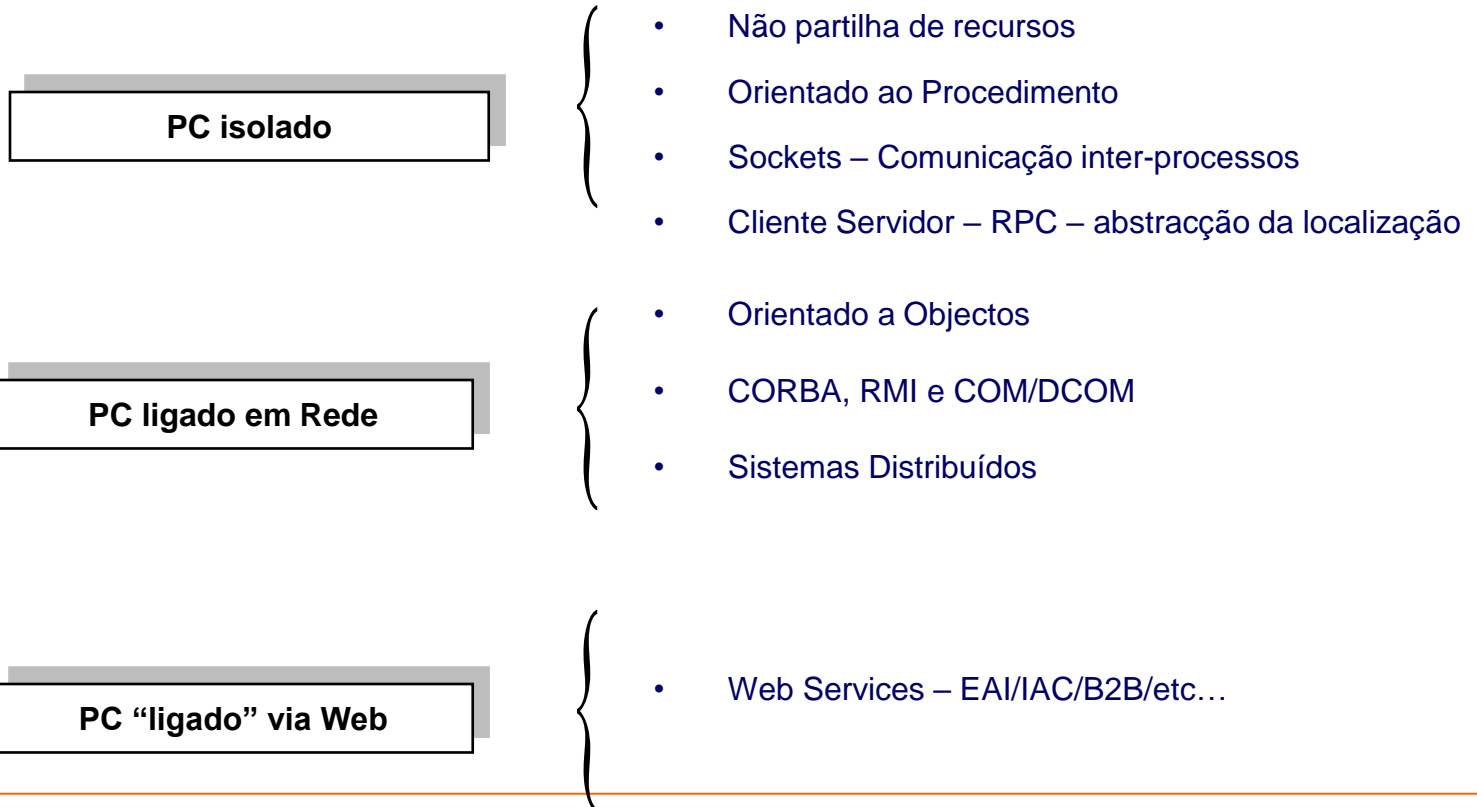 PC isolado
• Não partilha de recursos
• Orientado ao Procedimento
• Sockets – Comunicação inter-processos
• Cliente Servidor – RPC – abstracção da localização
PC ligado em Rede
• Orientado a Objectos
• CORBA, RMI e COM/DCOM
• Sistemas Distribuídos
PC “ligado” via Web
• Web Services – EAI/IAC/B2B/etc…